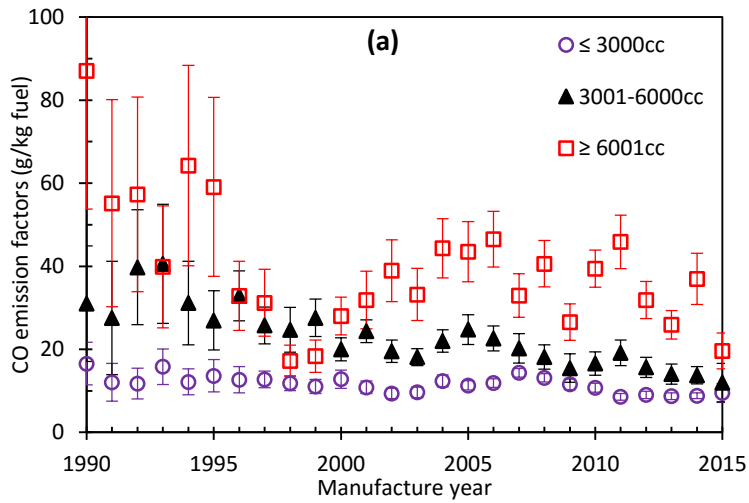 (a)
≤ 3000cc
3001-6000cc
≥ 6001cc
CO emission factors (g/kg fuel)
100
80
60
40
20
0
1990 1995 2000 2005 2010 2015
Manufacture year